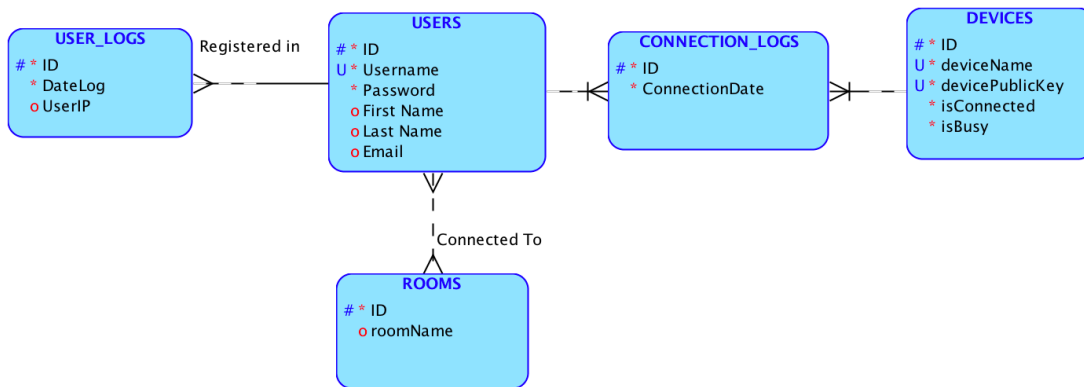 USER_LOGS
# * ID
* DateLog
o UserIP
Registered in
USERS
# * ID
U * Username
* Password
o First Name
o Last Name
o Email
CONNECTION_LOGS
# * ID
* ConnectionDate
DEVICES
# * ID
U * deviceName
U * devicePublicKey
* isConnected
* isBusy
Connected To
ROOMS
# * ID
o roomName